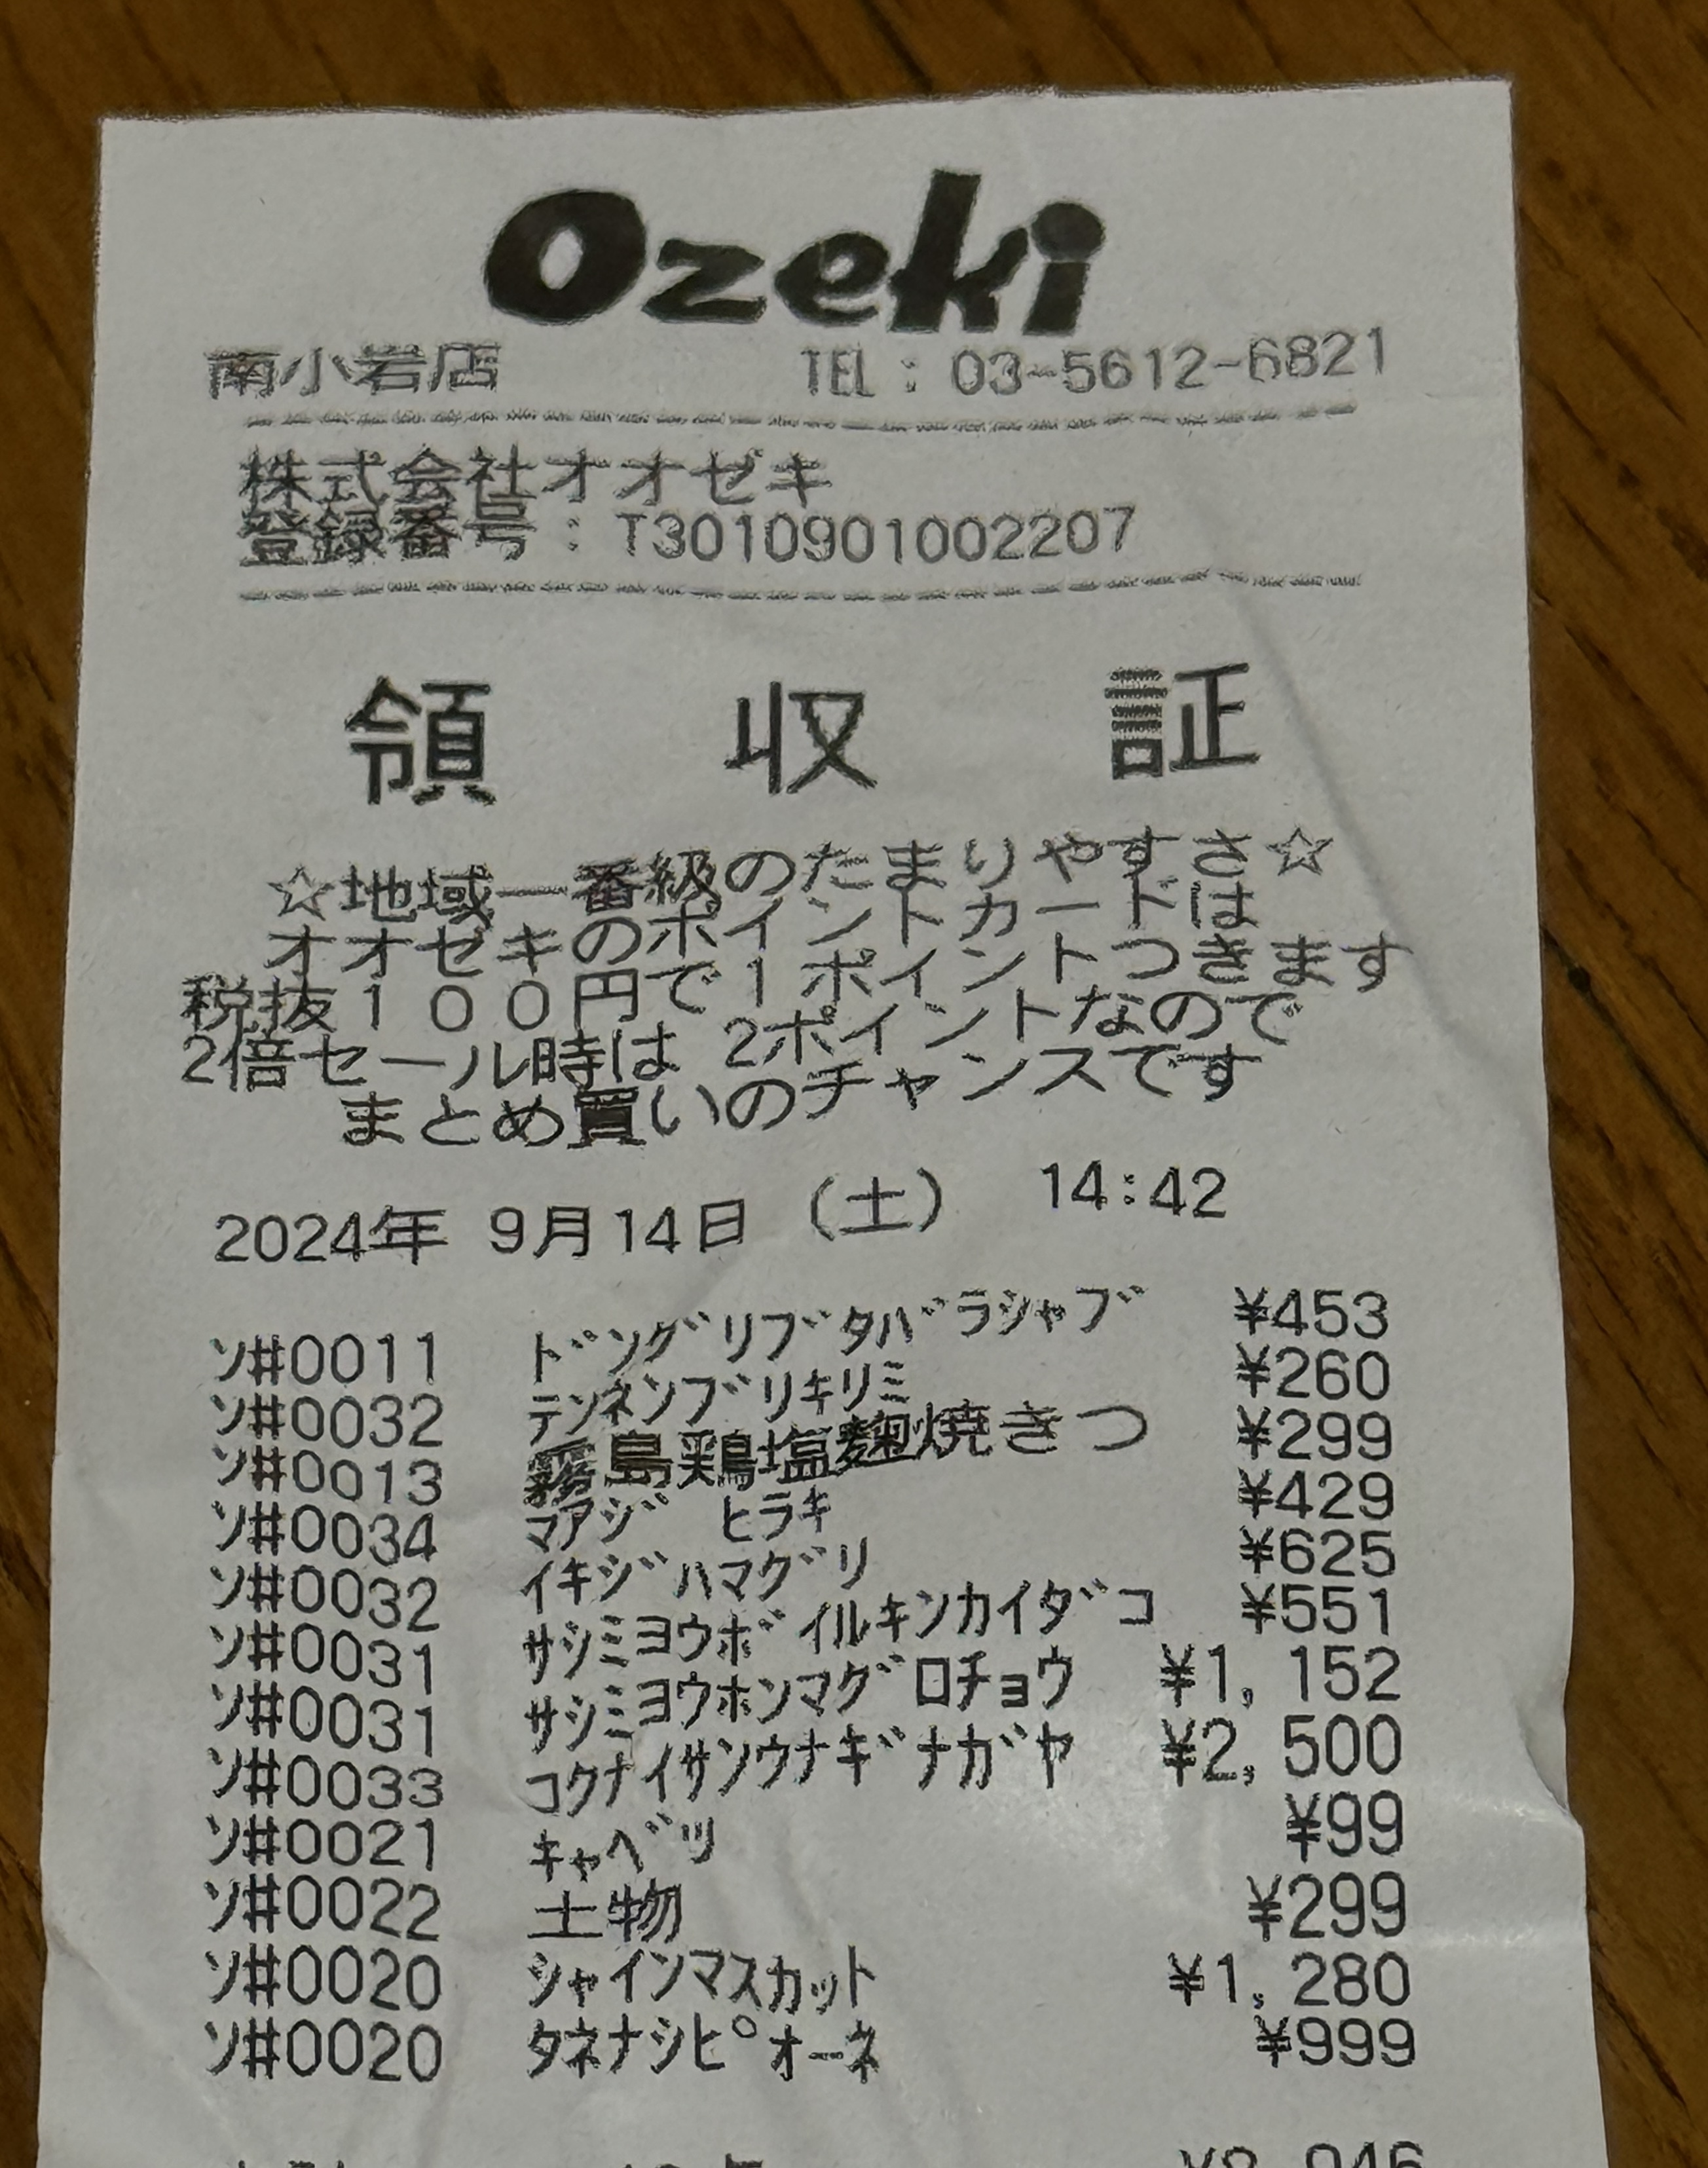 Ozeki
南小岩店 TEL：03-5612-6821
株式会社オオゼキ
登録番号：T3010901002207
領 収 証
☆地域一番級のたまりやすさ☆
オオゼキのポイントカードは
税抜１００円で１ポイントつきます
2倍セール時は 2ポイントなので
まとめ買いのチャンスです
2024年 9月14日（土） 14:42
ｿ#0011 ﾄﾞﾝｸﾞﾘﾌﾞﾀﾊﾞﾗｼｬﾌﾞ ¥453
ｿ#0032 ﾃﾝﾈﾝﾌﾞﾘｷﾘﾐ ¥260
ｿ#0013 霧島鶏塩麹焼きつ ¥299
ｿ#0034 ﾏｱｼﾞ ﾋﾗｷ ¥429
ｿ#0032 ｲｷｼﾞﾊﾏｸﾞﾘ ¥625
ｿ#0031 ｻｼﾐﾖｳﾎﾞｲﾙｷﾝｶｲﾀﾞｺ ¥551
ｿ#0031 ｻｼﾐﾖｳﾎﾝﾏｸﾞﾛﾁｮｳ ¥1,152
ｿ#0033 ｺｸﾅｲｻﾝｳﾅｷﾞﾅｶﾞﾔ ¥2,500
ｿ#0021 ｷｬﾍﾞﾂ ¥99
ｿ#0022 土物 ¥299
ｿ#0020 ｼｬｲﾝﾏｽｶｯﾄ ¥1,280
ｿ#0020 ﾀﾈﾅｼﾋﾟｵｰﾈ ¥999